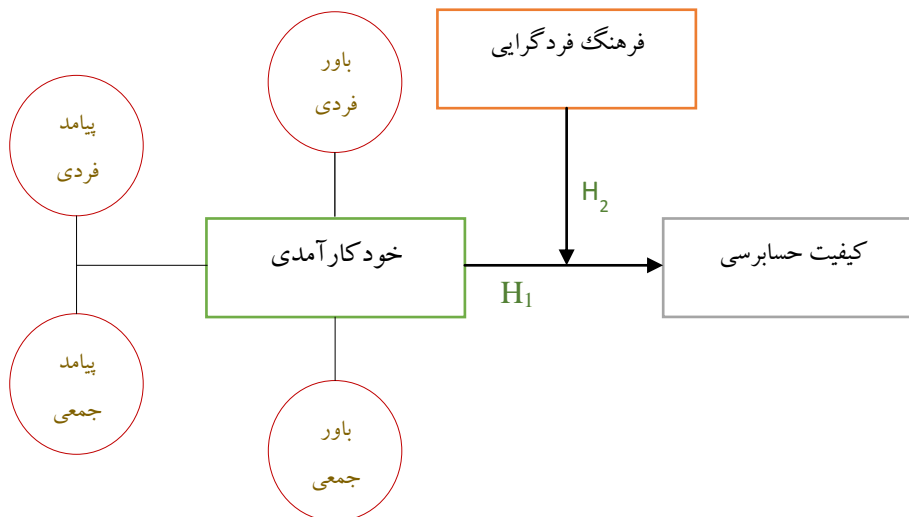 فرهنگ فردگرایی
باور
فردی
پیامد
فردی
H2
خودکارآمدی
کیفیت حسابرسی
H1
پیامد
جمعی
باور
جمعی